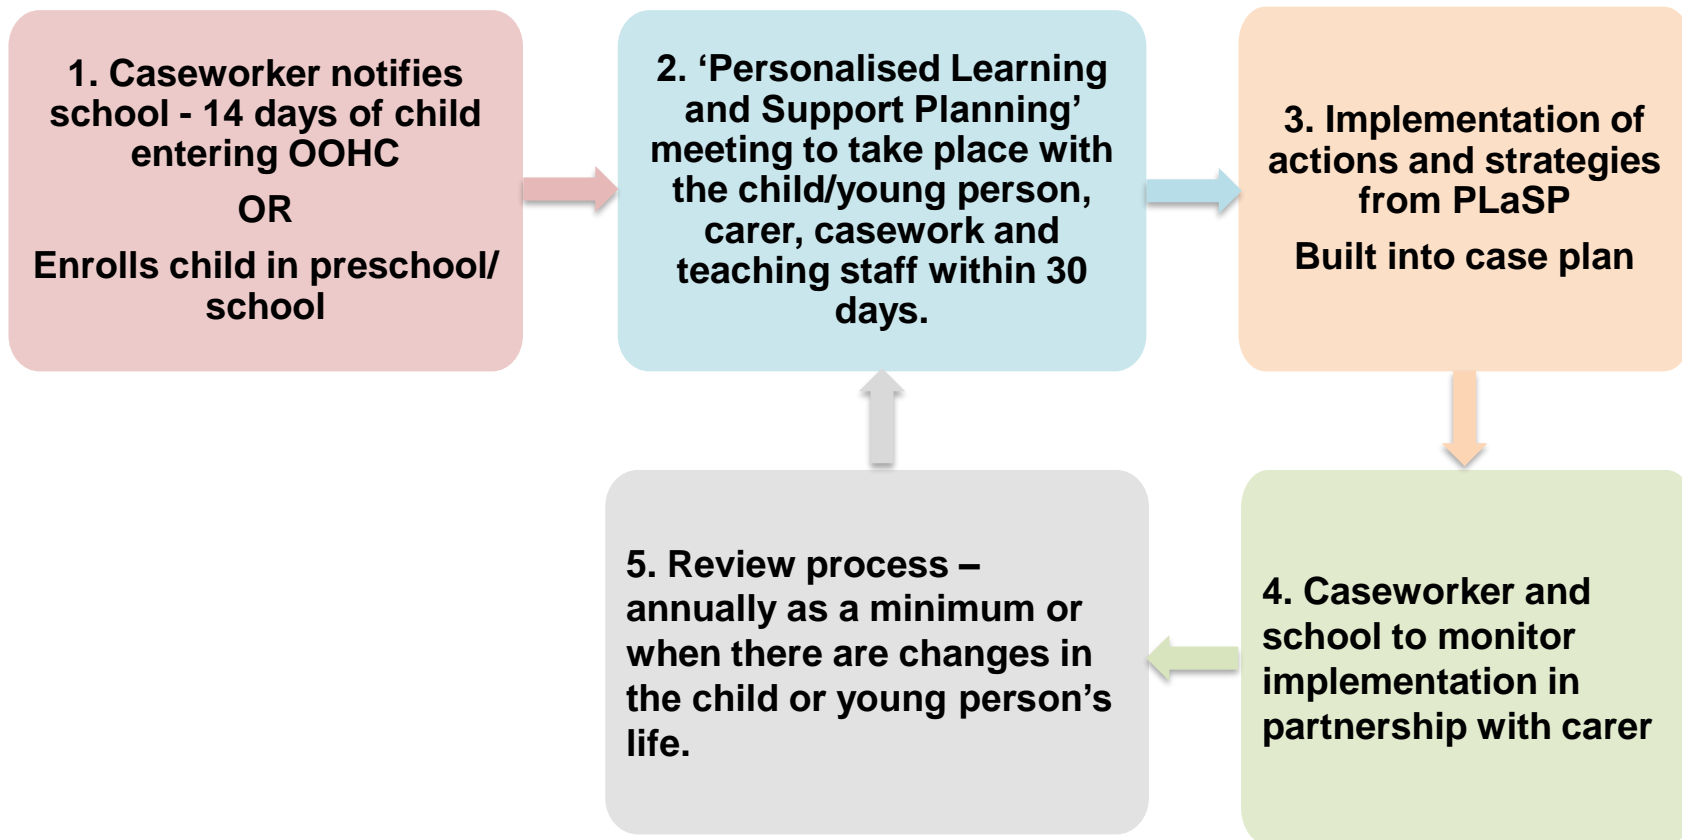 1. Caseworker notifies
school - 14 days of child
entering OOHC
OR
Enrolls child in preschool/
school
2. ‘Personalised Learning
and Support Planning’
meeting to take place with
the child/young person,
carer, casework and
teaching staff within 30
days.
3. Implementation of
actions and strategies
from PLaSP
Built into case plan
4. Caseworker and
school to monitor
implementation in
partnership with carer
5. Review process –
annually as a minimum or
when there are changes in
the child or young person’s
life.